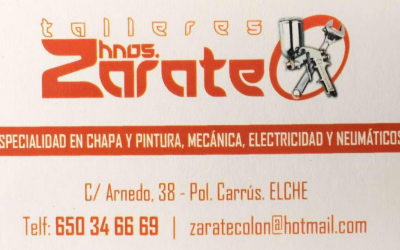 talleres
hnos.
Zarate
ESPECIALIDAD EN CHAPA Y PINTURA, MECÁNICA, ELECTRICIDAD Y NEUMÁTICOS
C/ Arnedo, 38 - Pol. Carrús. ELCHE
Telf: 650 34 66 69 | zaratecolon@hotmail.com